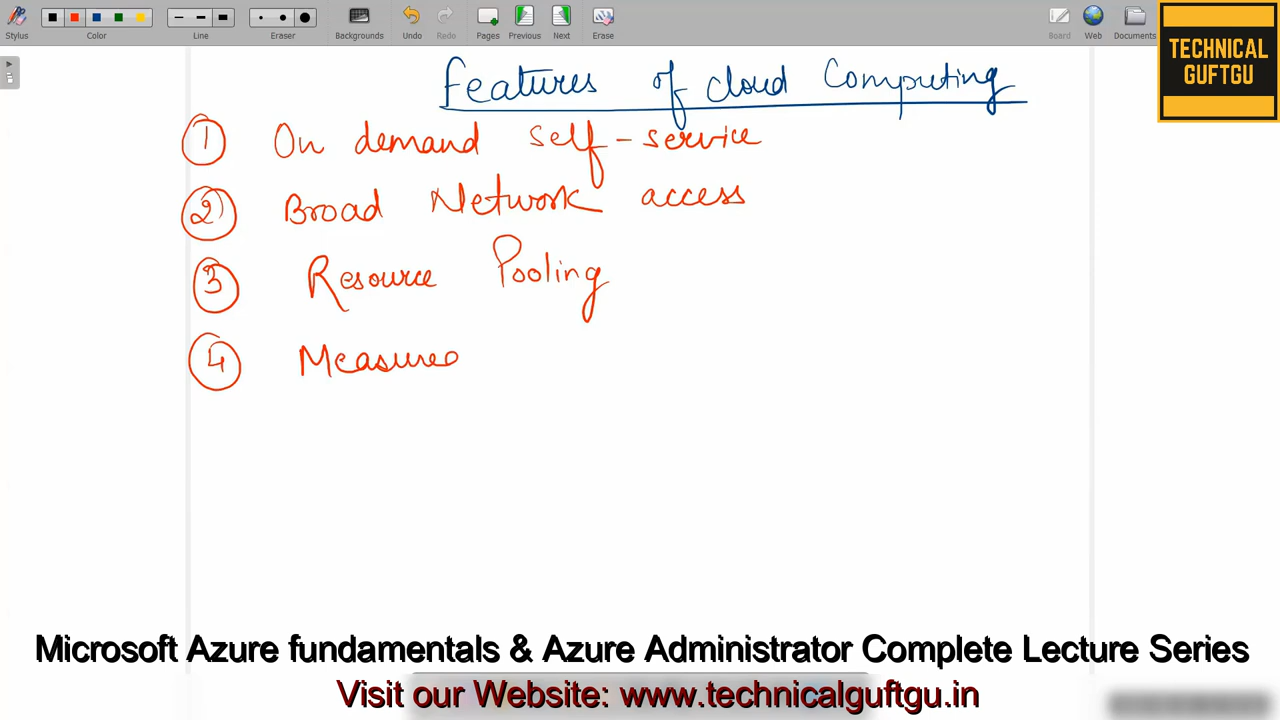 Stylus
Color
Line
Eraser
Backgrounds
Undo
Redo
Pages
Previous
Next
Erase
Board
Web
Documents
TECHNICAL
GUFTGU
Features of cloud Computing
1 On demand self-service
2 Broad Network access
3 Resource Pooling
4 Measure
Microsoft Azure fundamentals & Azure Administrator Complete Lecture Series
Visit our Website: www.technicalguftgu.in